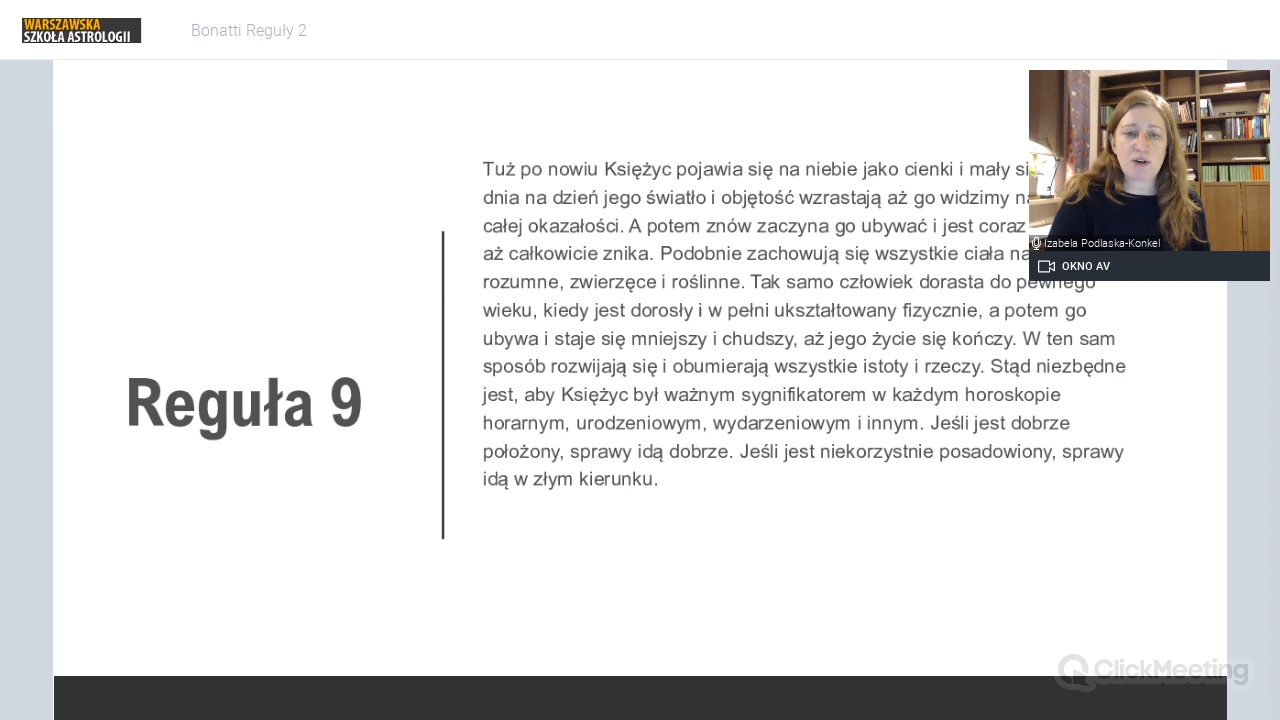 WARSZAWSKA
SZKOŁA ASTROLOGII
Bonatti Reguły 2
Tuż po nowiu Księżyc pojawia się na niebie jako cienki i mały
dnia na dzień jego światło i objętość wzrastają aż go widzimy
całej okazałości. A potem znów zaczyna go ubywać i jest coraz
aż całkowicie znika. Podobnie zachowują się wszystkie ciała
rozumne, zwierzęce i roślinne. Tak samo człowiek dorasta do pewnego
wieku, kiedy jest dorosły i w pełni ukształtowany fizycznie, a potem go
ubywa i staje się mniejszy i chudszy, aż jego życie się kończy. W ten sam
sposób rozwijają się i obumierają wszystkie istoty i rzeczy. Stąd niezbędne
jest, aby Księżyc był ważnym sygnifikatorem w każdym horoskopie
horarnym, urodzeniowym, wydarzeniowym i innym. Jeśli jest dobrze
położony, sprawy idą dobrze. Jeśli jest niekorzystnie posadowiony, sprawy
idą w złym kierunku.
Reguła 9
Izabela Podlaska-Konkel
OKNO AV
ClickMeeting